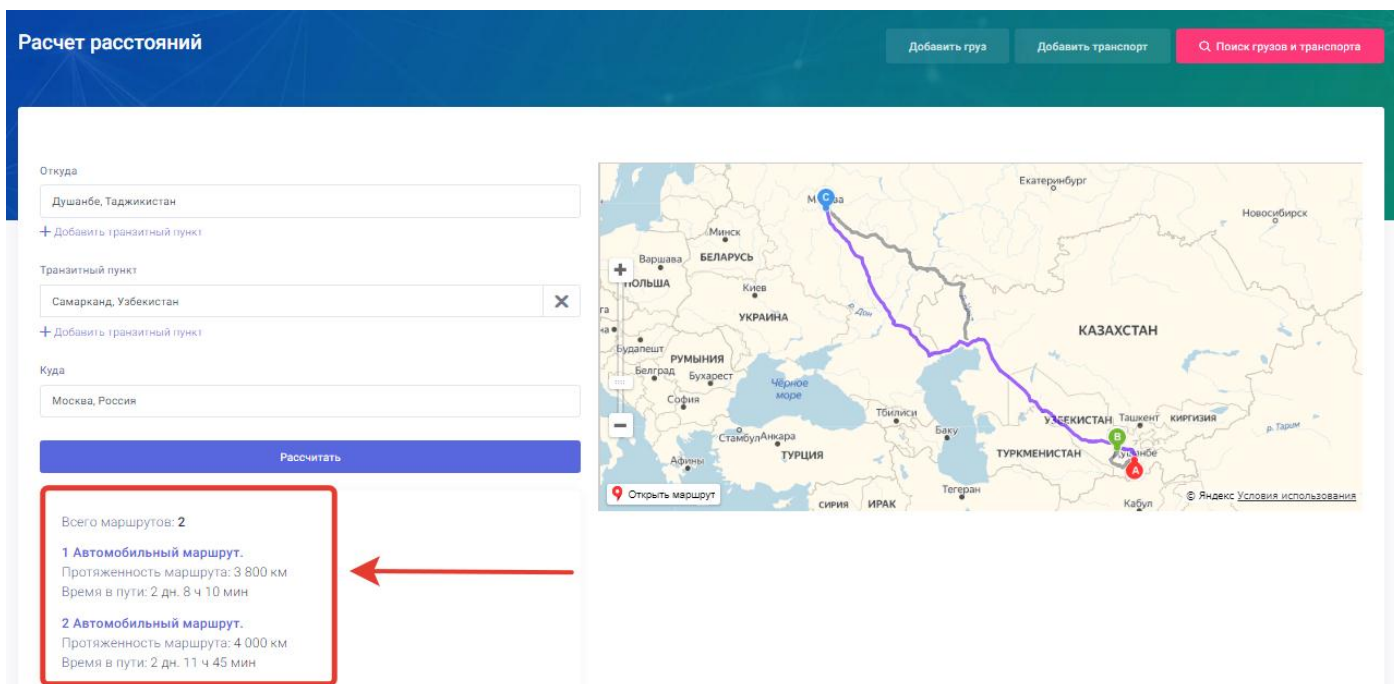 Расчет расстояний
Добавить груз
Добавить транспорт
Поиск грузов и транспорта
Откуда
Душанбе, Таджикистан
+ Добавить транзитный пункт
Транзитный пункт
Самарканд, Узбекистан
+ Добавить транзитный пункт
Куда
Москва, Россия
Рассчитать
Всего маршрутов: 2
1 Автомобильный маршрут.
Протяженность маршрута: 3 800 км
Время в пути: 2 дн. 8 ч 10 мин
2 Автомобильный маршрут.
Протяженность маршрута: 4 000 км
Время в пути: 2 дн. 11 ч 45 мин
Екатеринбург
C
Новосибирск
Минск
Варшава
БЕЛАРУСЬ
Киев
р. Дон
УКРАИНА
КАЗАХСТАН
Будапешт
РУМЫНИЯ
Белград
Бухарест
Чёрное
море
София
Тбилиси
УЗБЕКИСТАН
Ташкент
КИРГИЗИЯ
р. Тарим
Баку
Стамбул
Анкара
B
Афины
ТУРЦИЯ
ТУРКМЕНИСТАН
A
Открыть маршрут
Тегеран
СИРИЯ
ИРАК
Кабул
© Яндекс Условия использования